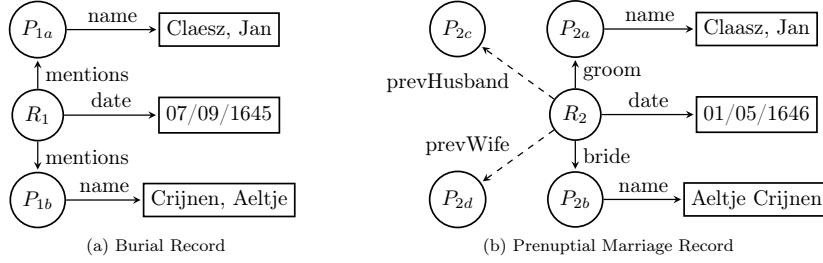 P1a name Claesz, Jan
mentions
R1 date 07/09/1645
mentions
P1b name Crijnen, Aeltje
(a) Burial Record
P2c P2a name Claasz, Jan
prevHusband groom
R2 date 01/05/1646
prevWife bride
P2d P2b name Aeltje Crijnen
(b) Prenuptial Marriage Record